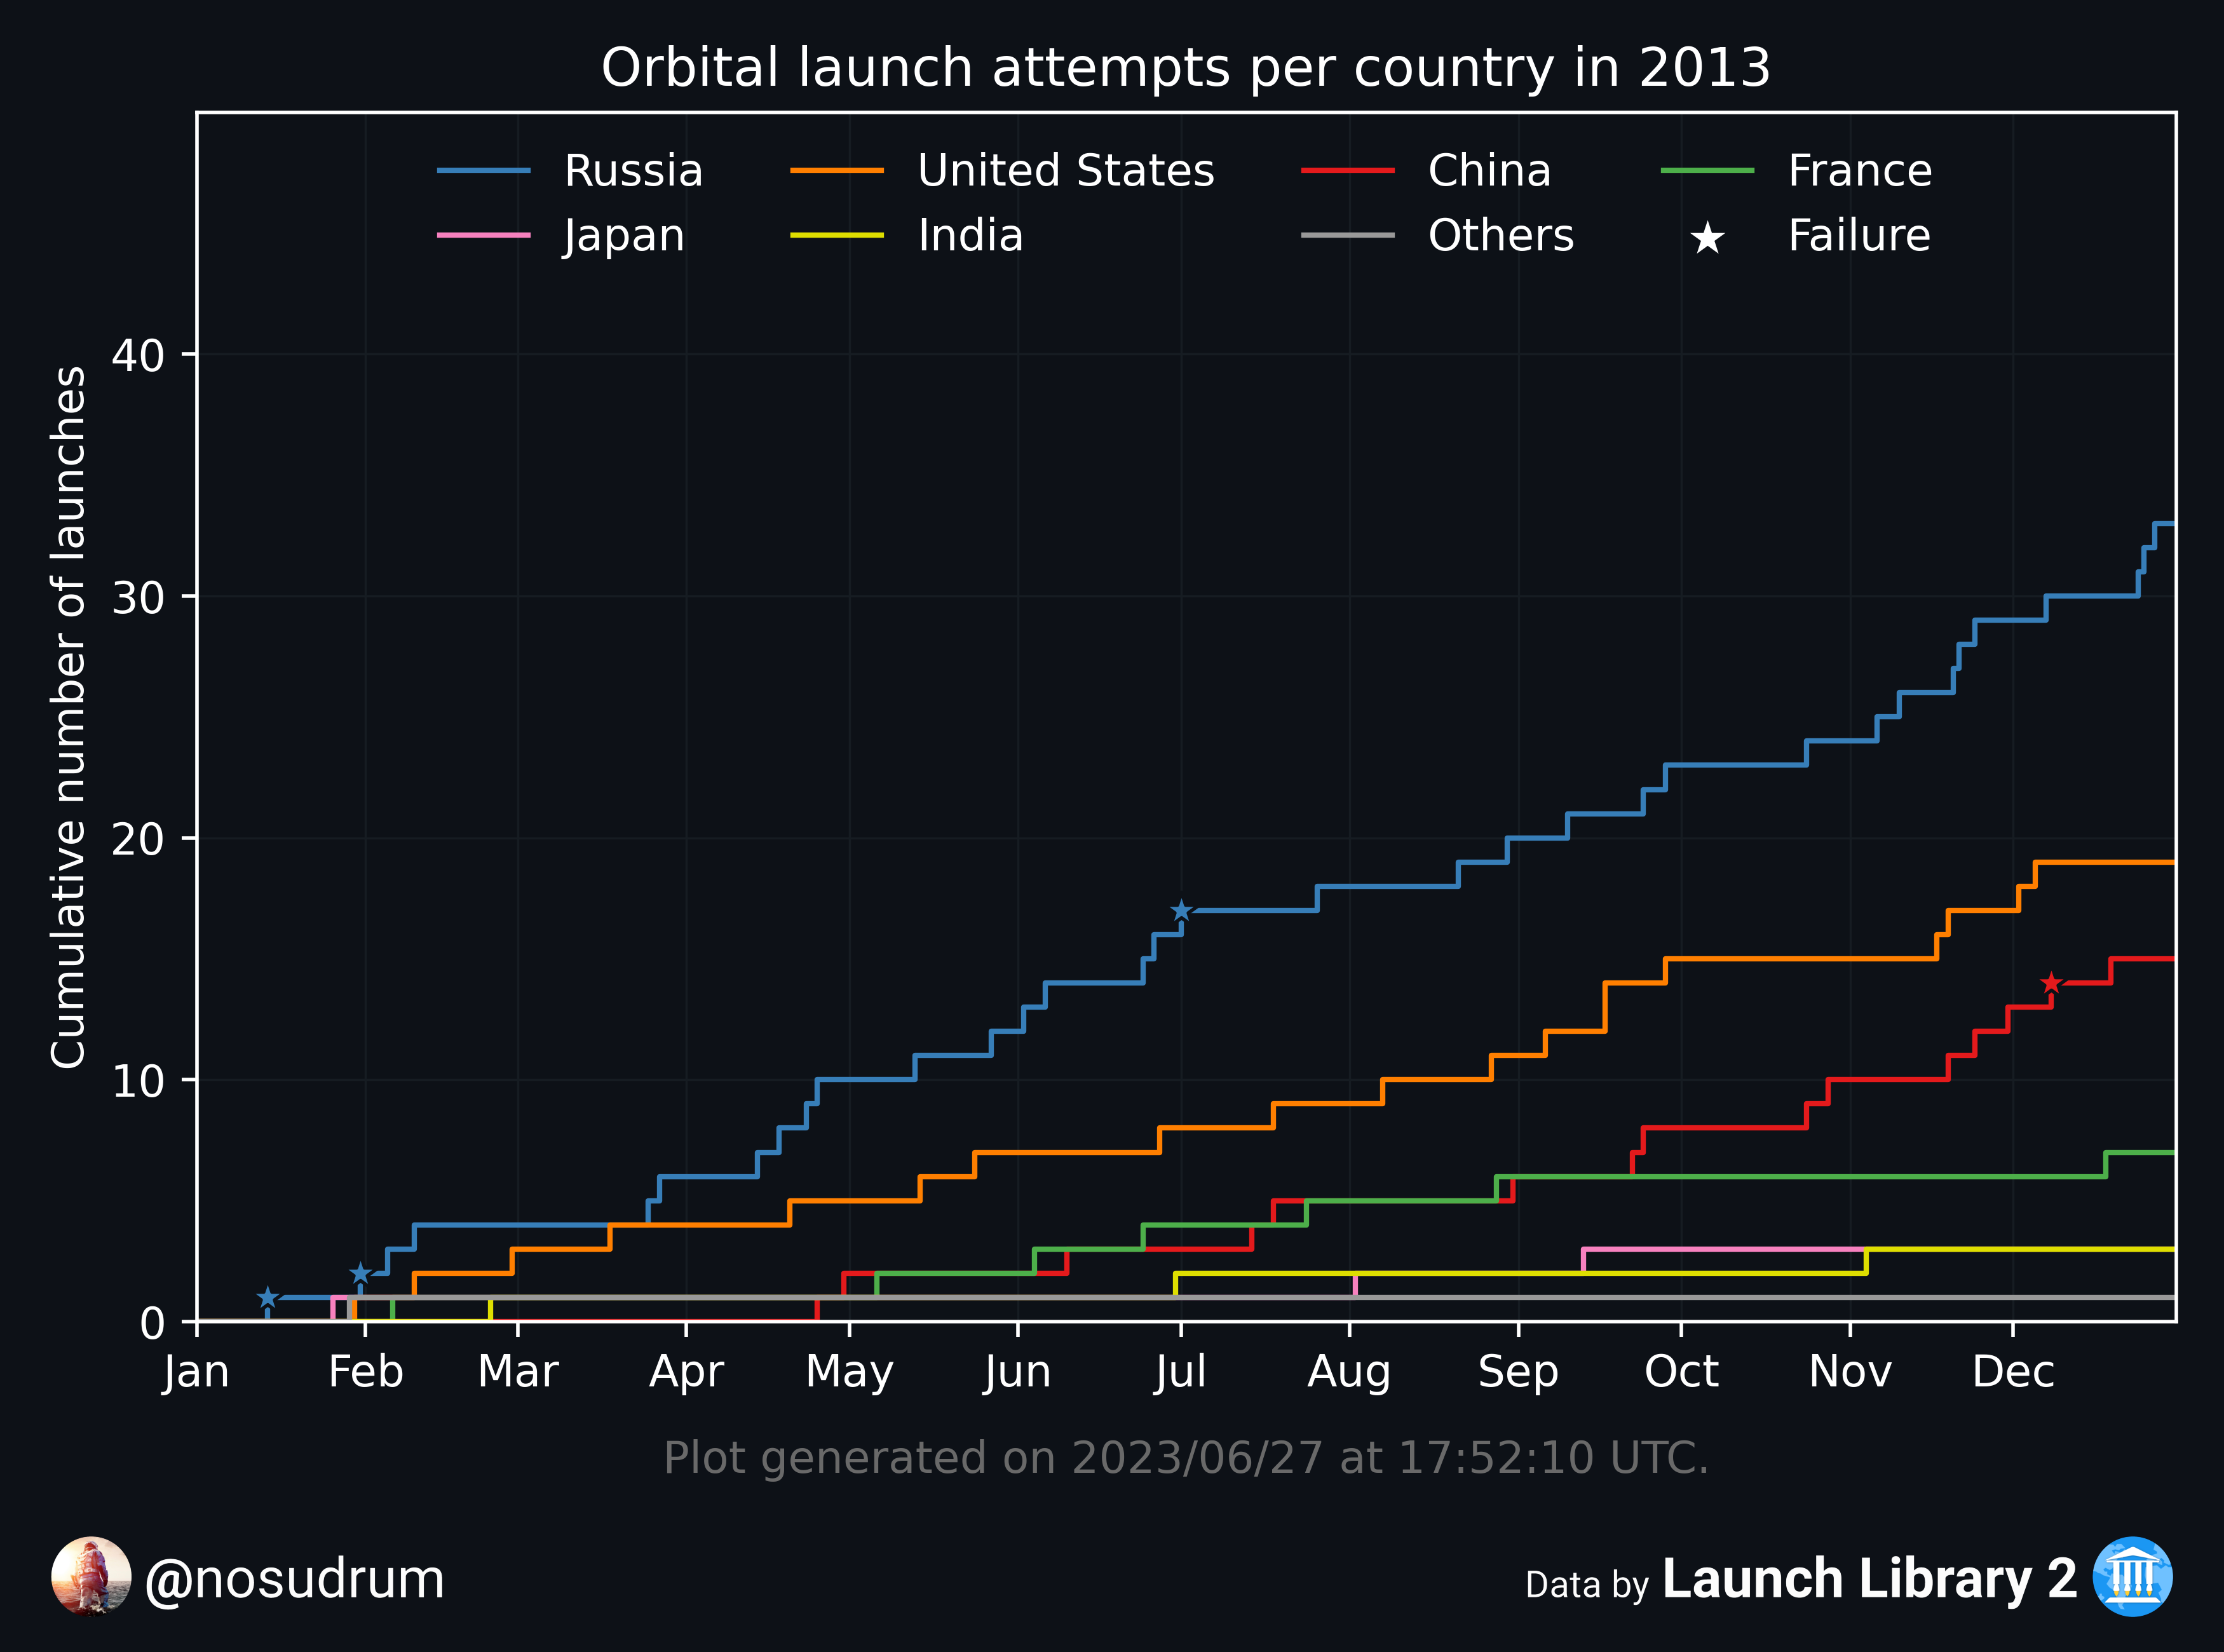 Orbital launch attempts per country in 2013
Russia United States China France
Japan India Others Failure
Cumulative number of launches
40
30
20
10
0
Jan Feb Mar Apr May Jun Jul Aug Sep Oct Nov Dec
Plot generated on 2023/06/27 at 17:52:10 UTC.
@nosudrum
Data by Launch Library 2